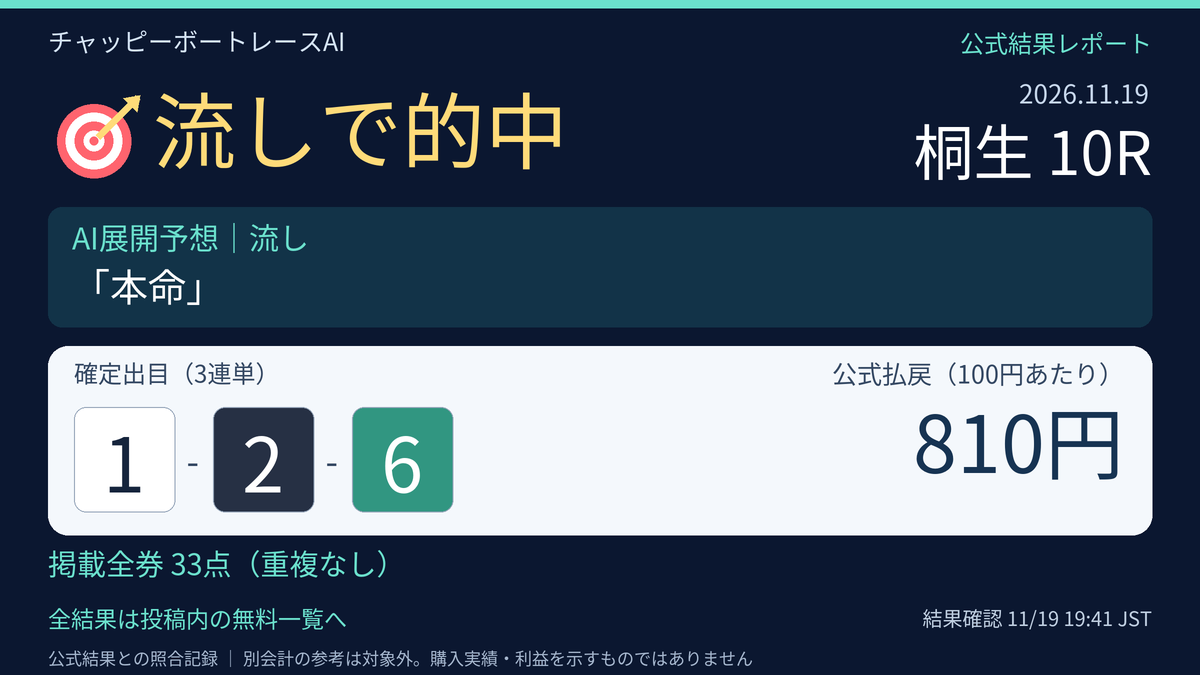 チャッピーボートレースAI
公式結果レポート
2026.11.19
流しで的中
桐生 10R
AI展開予想｜流し
「本命」
確定出目（3連単）
公式払戻（100円あたり）
1 - 2 - 6
810円
掲載全券 33点（重複なし）
全結果は投稿内の無料一覧へ
結果確認 11/19 19:41 JST
公式結果との照合記録 ｜ 別会計の参考は対象外。購入実績・利益を示すものではありません